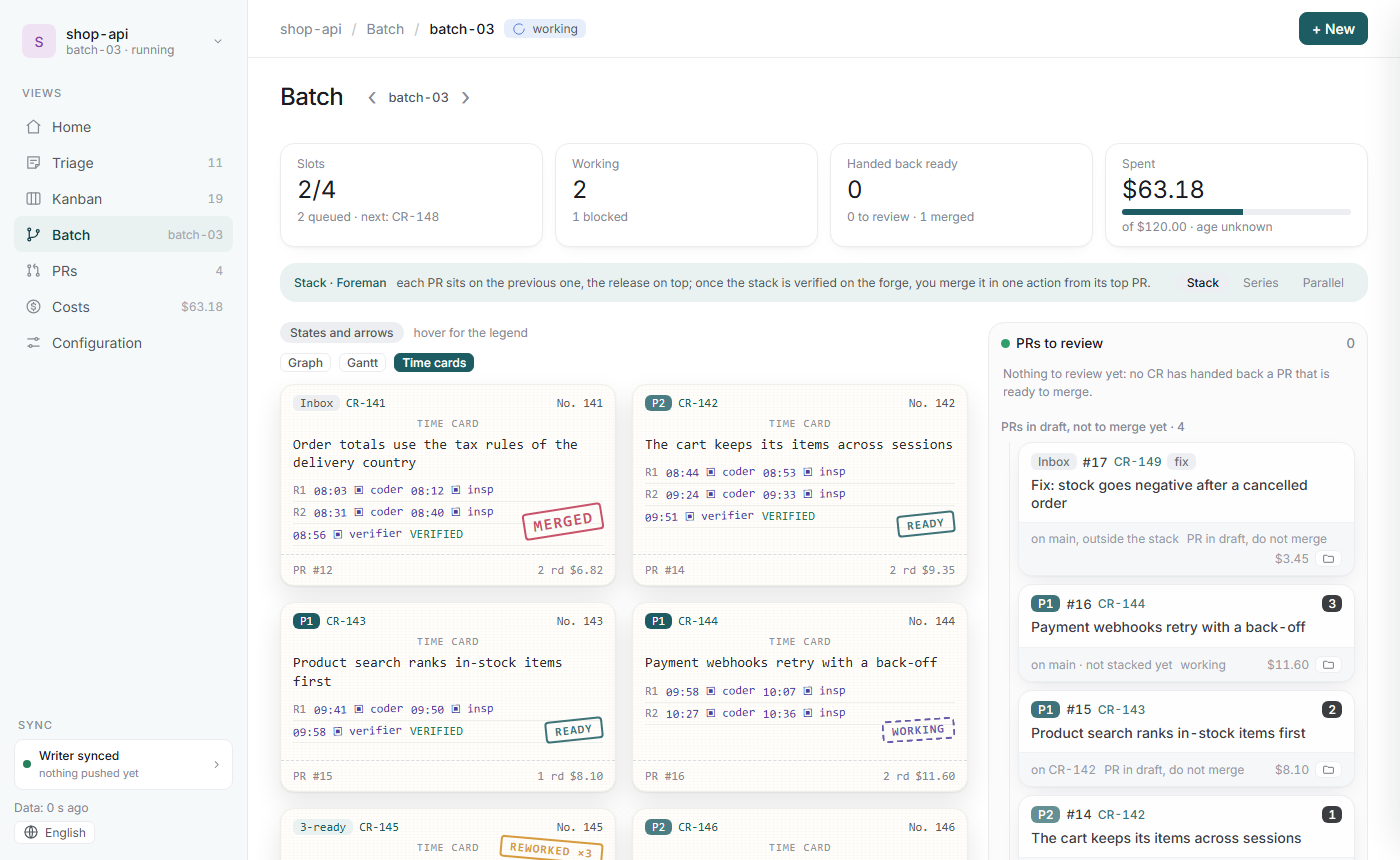 S
shop-api
batch-03 · running
VIEWS
Home
Triage 11
Kanban 19
Batch batch-03
PRs 4
Costs $63.18
Configuration
SYNC
Writer synced
nothing pushed yet
Data: 0 s ago
English
shop-api / Batch / batch-03 working
+ New
Batch batch-03
Slots
2/4
2 queued · next: CR-148
Working
2
1 blocked
Handed back ready
0
0 to review · 1 merged
Spent
$63.18
of $120.00 · age unknown
Stack · Foreman each PR sits on the previous one, the release on top; once the stack is verified on the forge, you merge it in one action from its top PR. Stack Series Parallel
States and arrows hover for the legend
Graph Gantt Time cards
Inbox CR-141 No. 141
TIME CARD
Order totals use the tax rules of the
delivery country
R1 08:03 coder 08:12 insp
R2 08:31 coder 08:40 insp
08:56 verifier VERIFIED
MERGED
PR #12 2 rd $6.82
P2 CR-142 No. 142
TIME CARD
The cart keeps its items across sessions
R1 08:44 coder 08:53 insp
R2 09:24 coder 09:33 insp
09:51 verifier VERIFIED
READY
PR #14 2 rd $9.35
P1 CR-143 No. 143
TIME CARD
Product search ranks in-stock items
first
R1 09:41 coder 09:50 insp
09:58 verifier VERIFIED
READY
PR #15 1 rd $8.10
P1 CR-144 No. 144
TIME CARD
Payment webhooks retry with a back-off
R1 09:58 coder 10:07 insp
R2 10:27 coder 10:36 insp
WORKING
PR #16 2 rd $11.60
3-ready CR-145 No. 145
TIME CARD
REWORKED ×3
P2 CR-146 No. 146
TIME CARD
PRs to review 0
Nothing to review yet: no CR has handed back a PR that is
ready to merge.
PRs in draft, not to merge yet · 4
Inbox #17 CR-149 fix
Fix: stock goes negative after a cancelled
order
on main, outside the stack PR in draft, do not merge
$3.45
P1 #16 CR-144 3
Payment webhooks retry with a back-off
on main · not stacked yet working $11.60
P1 #15 CR-143 2
Product search ranks in-stock items first
on CR-142 PR in draft, do not merge $8.10
P2 #14 CR-142 1
The cart keeps its items across sessions